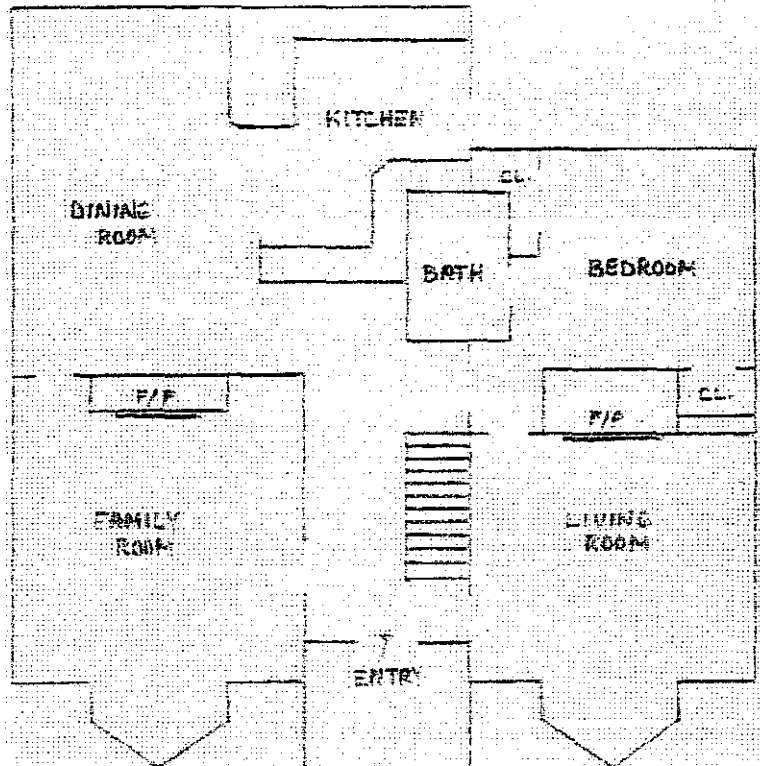 KITCHEN
CL.
DINING
ROOM
BATH
BEDROOM
F/P
CL.
F/P
FAMILY
ROOM
LIVING
ROOM
ENTRY